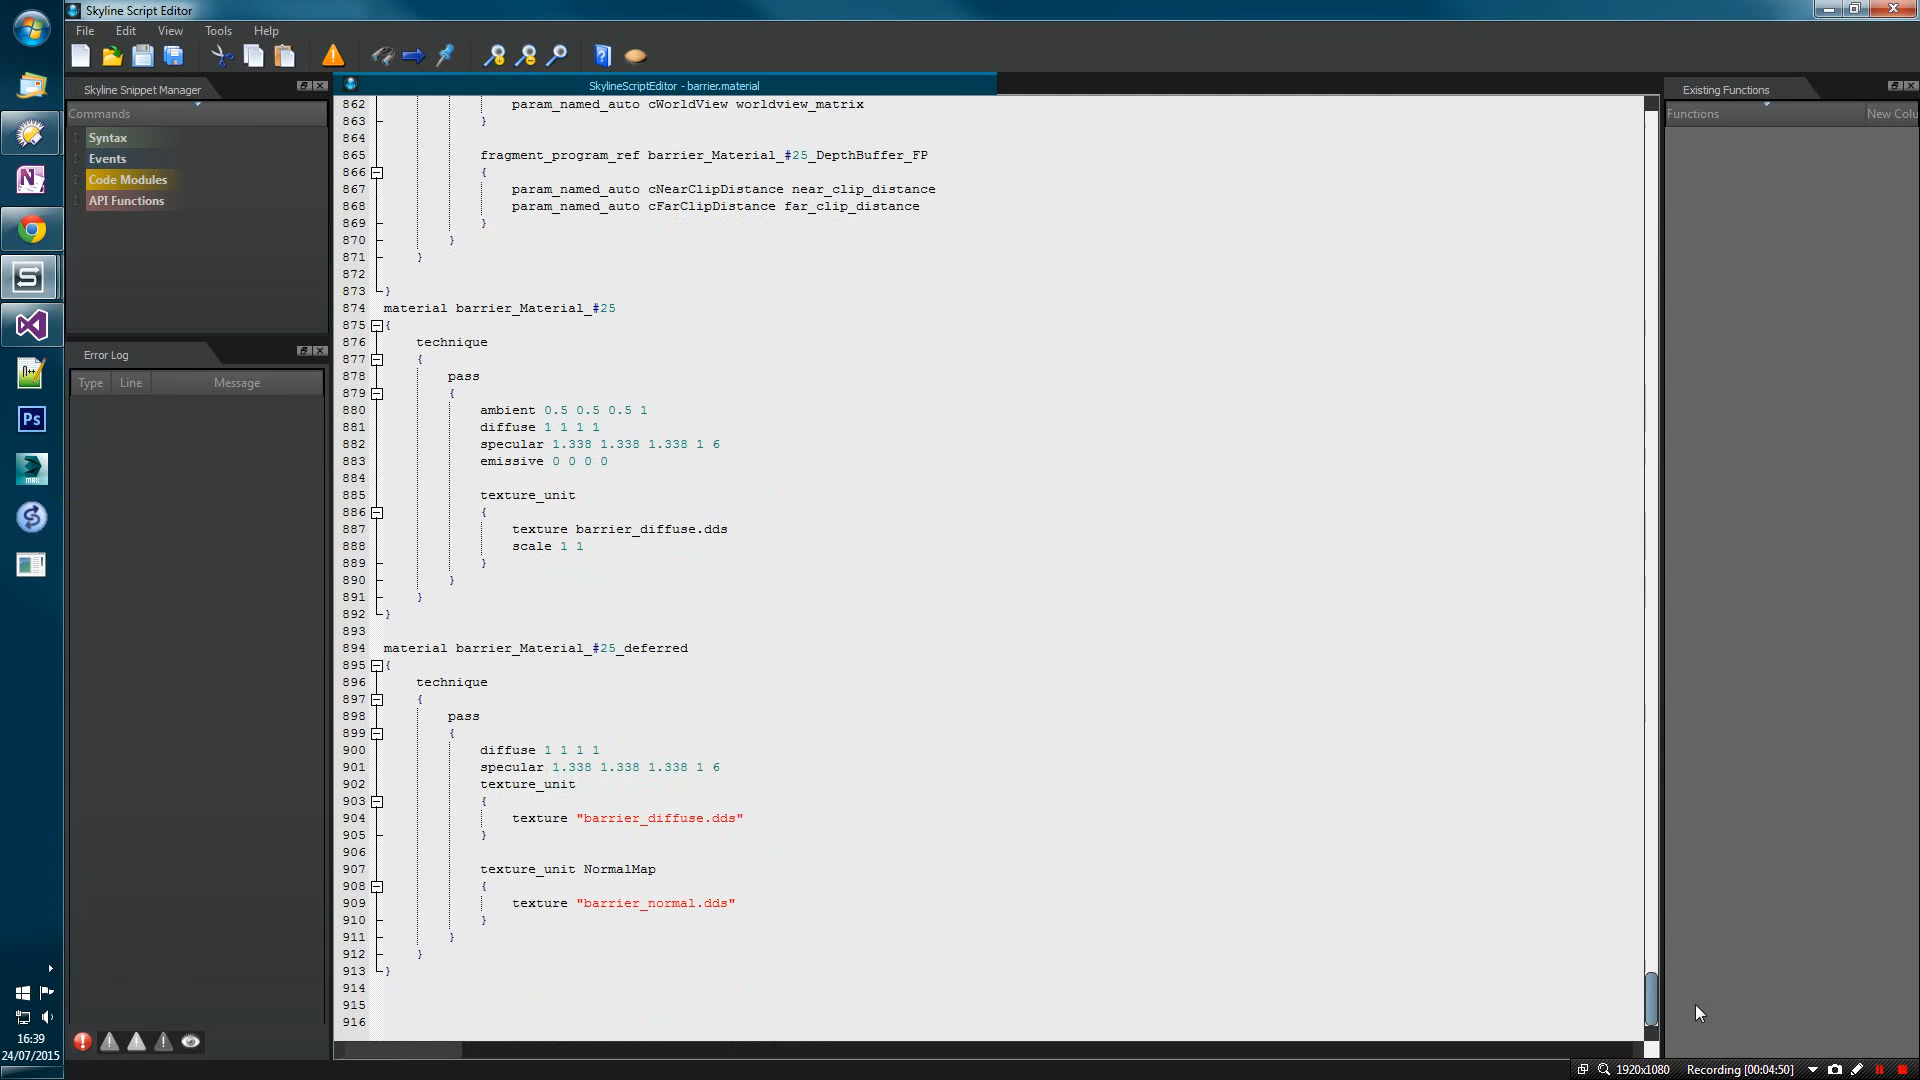 Skyline Script Editor
File Edit View Tools Help
Skyline Snippet Manager
Commands
Syntax
Events
Code Modules
API Functions
Error Log
Type Line Message
SkylineScriptEditor - barrier.material
862 param_named_auto cWorldView worldview_matrix
863 }
864
865 fragment_program_ref barrier_Material_#25_DepthBuffer_FP
866 {
867 param_named_auto cNearClipDistance near_clip_distance
868 param_named_auto cFarClipDistance far_clip_distance
869 }
870 }
871 }
872
873 }
874 material barrier_Material_#25
875 {
876 technique
877 {
878 pass
879 {
880 ambient 0.5 0.5 0.5 1
881 diffuse 1 1 1 1
882 specular 1.338 1.338 1.338 1 6
883 emissive 0 0 0 0
884
885 texture_unit
886 {
887 texture barrier_diffuse.dds
888 scale 1 1
889 }
890 }
891 }
892 }
893
894 material barrier_Material_#25_deferred
895 {
896 technique
897 {
898 pass
899 {
900 diffuse 1 1 1 1
901 specular 1.338 1.338 1.338 1 6
902 texture_unit
903 {
904 texture "barrier_diffuse.dds"
905 }
906
907 texture_unit NormalMap
908 {
909 texture "barrier_normal.dds"
910 }
911 }
912 }
913 }
914
915
916
Existing Functions
Functions New Colu
Ps
MAX
16:39
24/07/2015
1920x1080 Recording [00:04:50]